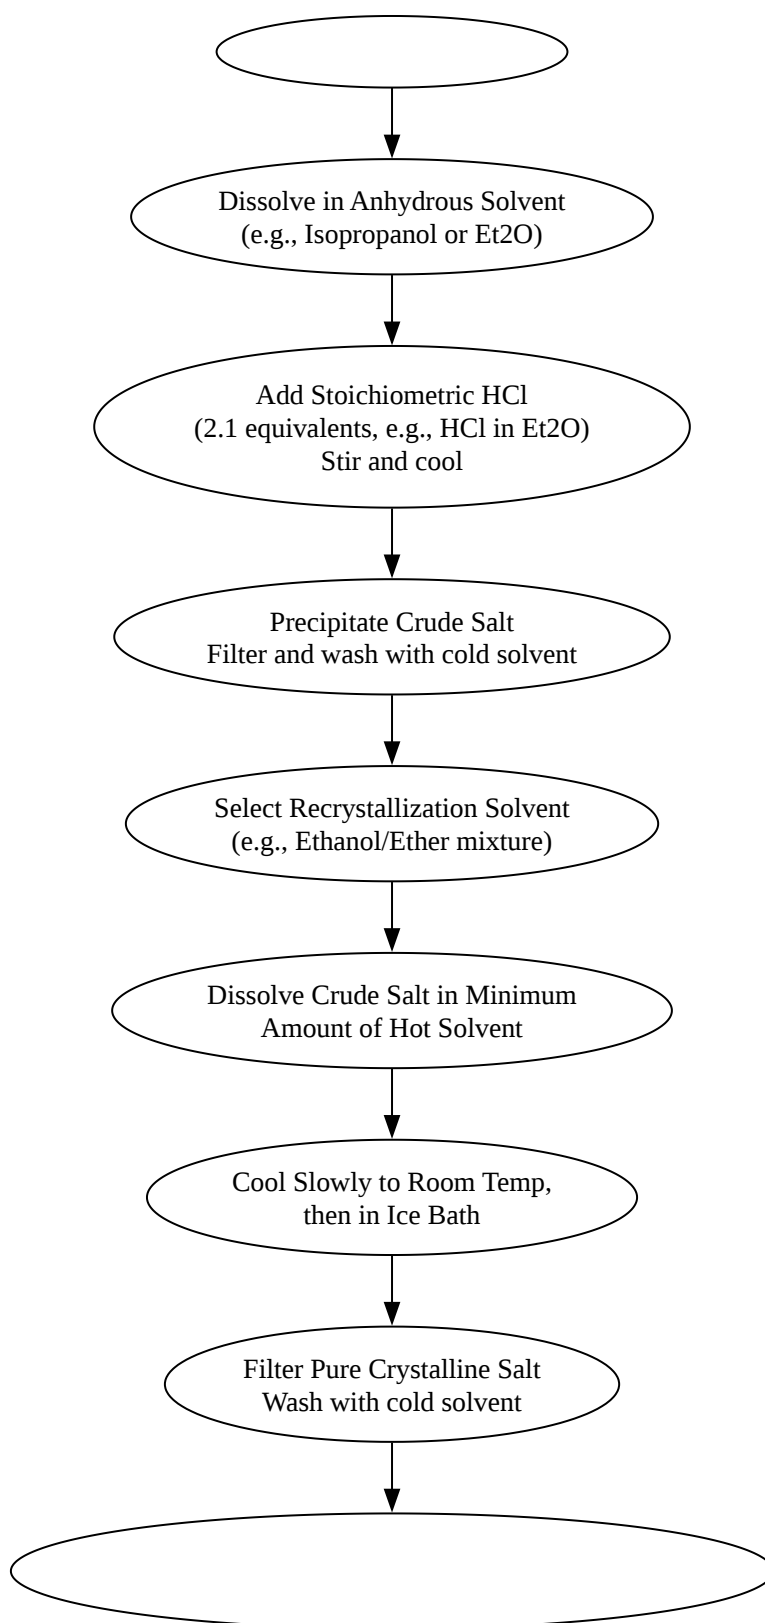 Dissolve in Anhydrous Solvent
(e.g., Isopropanol or Et2O)
Add Stoichiometric HCl
(2.1 equivalents, e.g., HCl in Et2O)
Stir and cool
Precipitate Crude Salt
Filter and wash with cold solvent
Select Recrystallization Solvent
(e.g., Ethanol/Ether mixture)
Dissolve Crude Salt in Minimum
Amount of Hot Solvent
Cool Slowly to Room Temp,
then in Ice Bath
Filter Pure Crystalline Salt
Wash with cold solvent